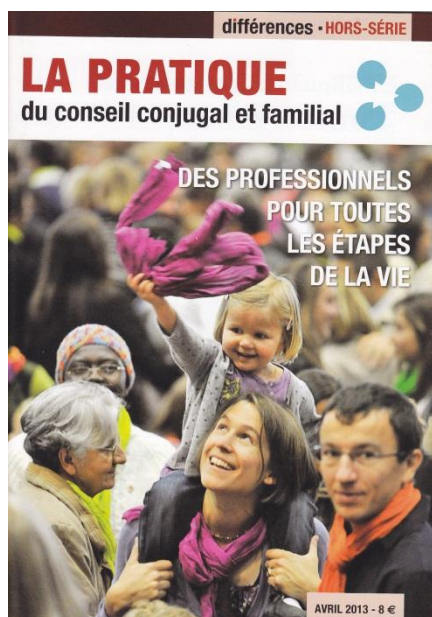 différences • HORS-SÉRIE
LA PRATIQUE
du conseil conjugal et familial
DES PROFESSIONNELS
POUR TOUTES
LES ÉTAPES
DE LA VIE
AVRIL 2013 - 8 €